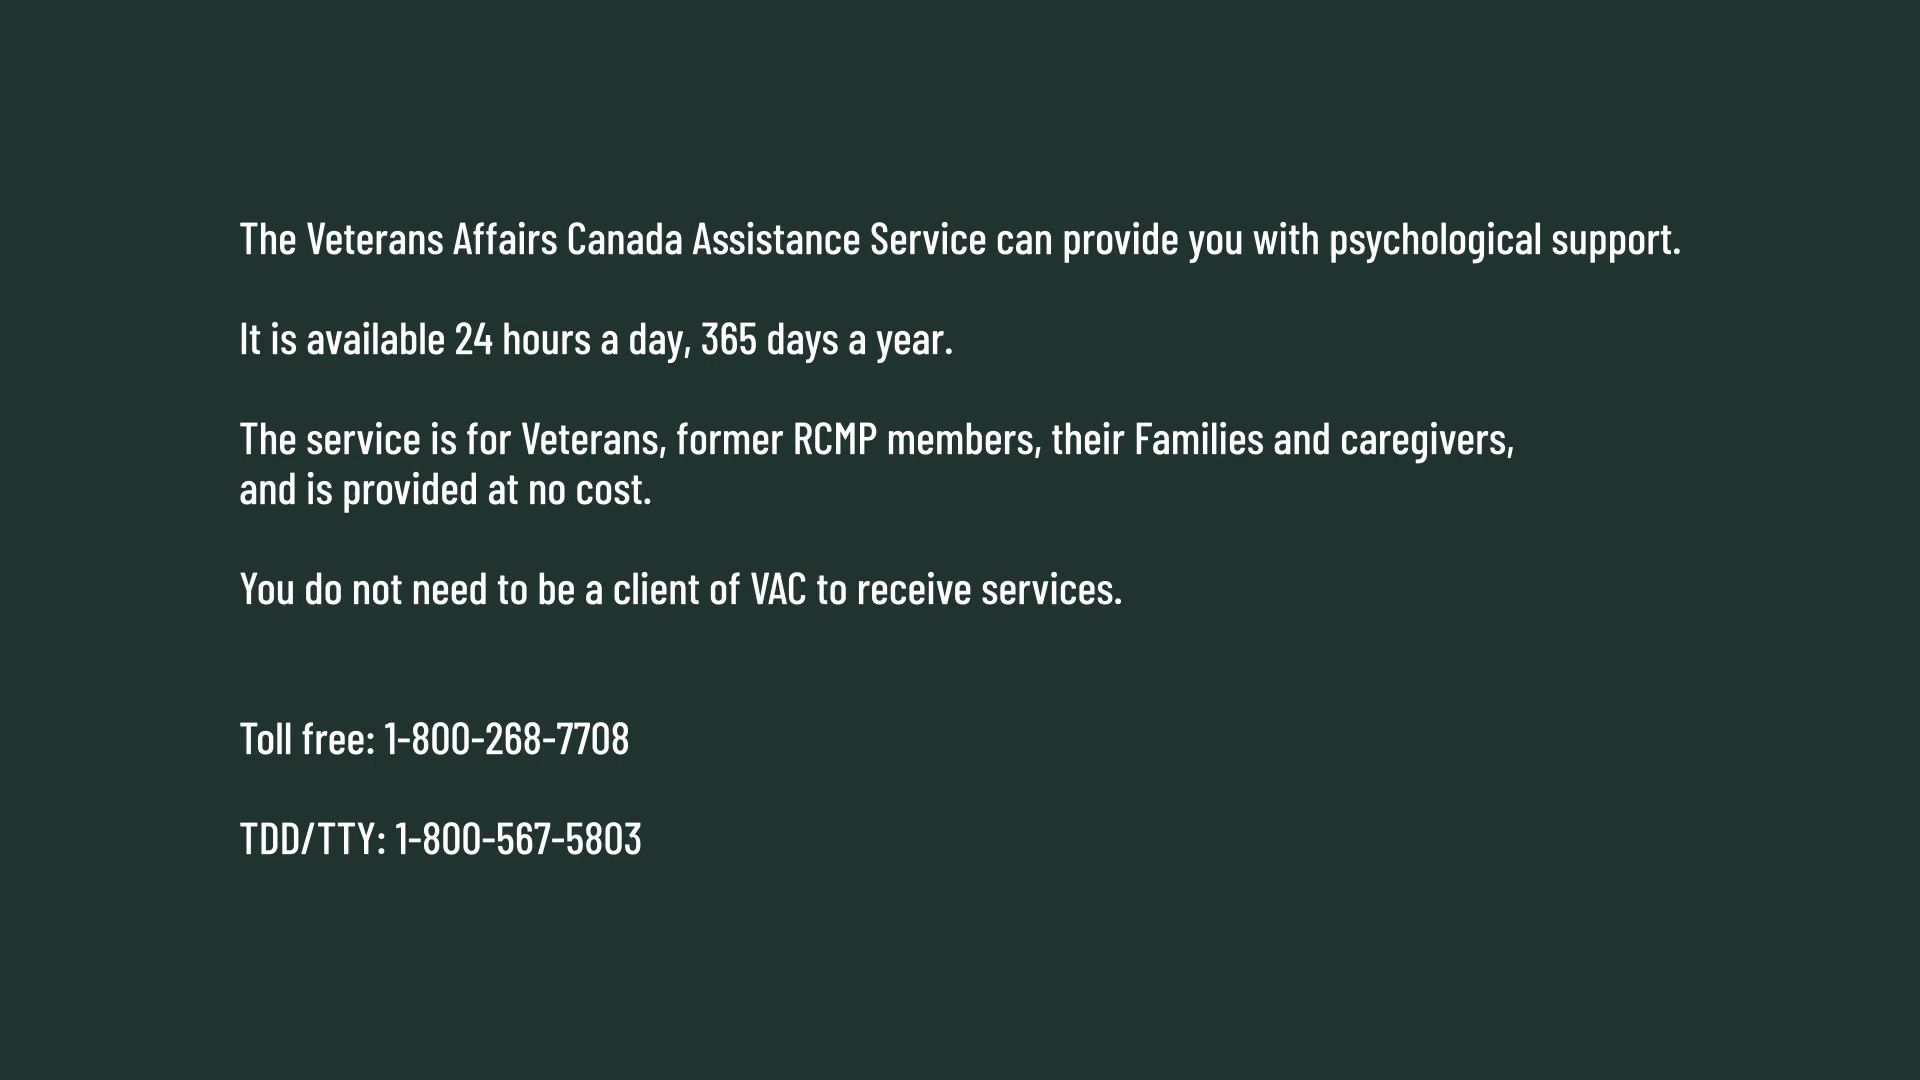 The Veterans Affairs Canada Assistance Service can provide you with psychological support.
It is available 24 hours a day, 365 days a year.
The service is for Veterans, former RCMP members, their Families and caregivers,
and is provided at no cost.
You do not need to be a client of VAC to receive services.
Toll free: 1-800-268-7708
TDD/TTY: 1-800-567-5803